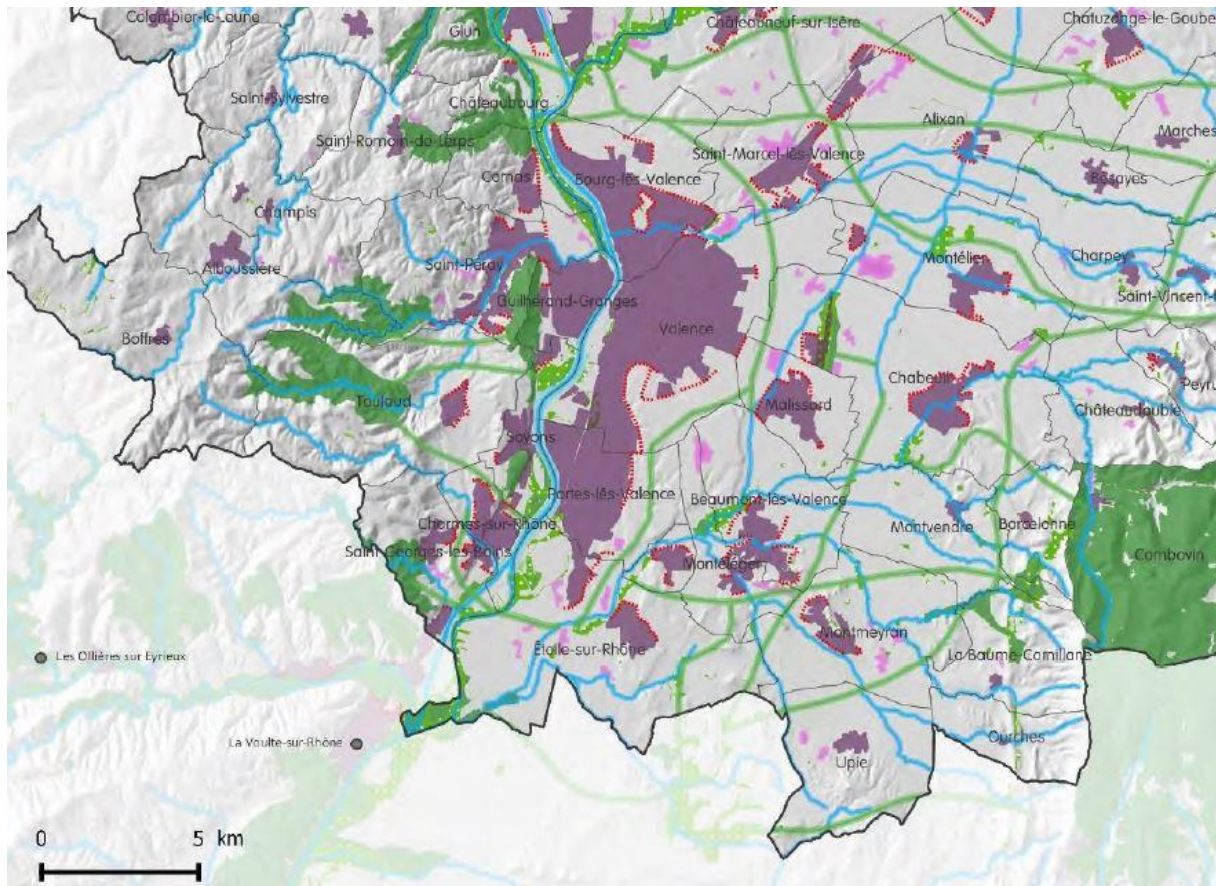 Colombier-le-Jeune
Châteauneuf-sur-Isère
Chatuzange-le-Goube
Glun
Saint-Sylvestre
Châteaubourg
Saint-Romain-de-Lerps
Alixan
Marches
Saint-Marcel-lès-Valence
Cornas
Bourg-lès-Valence
Bésayes
Champis
Alboussière
Saint-Péray
Montélier
Charpey
Saint-Vincent-l
Guilherand-Granges
Boffres
Valence
Chabeuil
Peyru
Toulaud
Malissard
Châteaudouble
Soyons
Portes-lès-Valence
Beaumont-lès-Valence
Charmes-sur-Rhône
Montvendre
Barcelonne
Saint-Georges-les-Bains
Montéléger
Combovin
Montmeyran
Étoile-sur-Rhône
La Baume-Cornillane
Les Ollières sur Eyrieux
La Voulte-sur-Rhône
Ourches
Upie
0 5 km